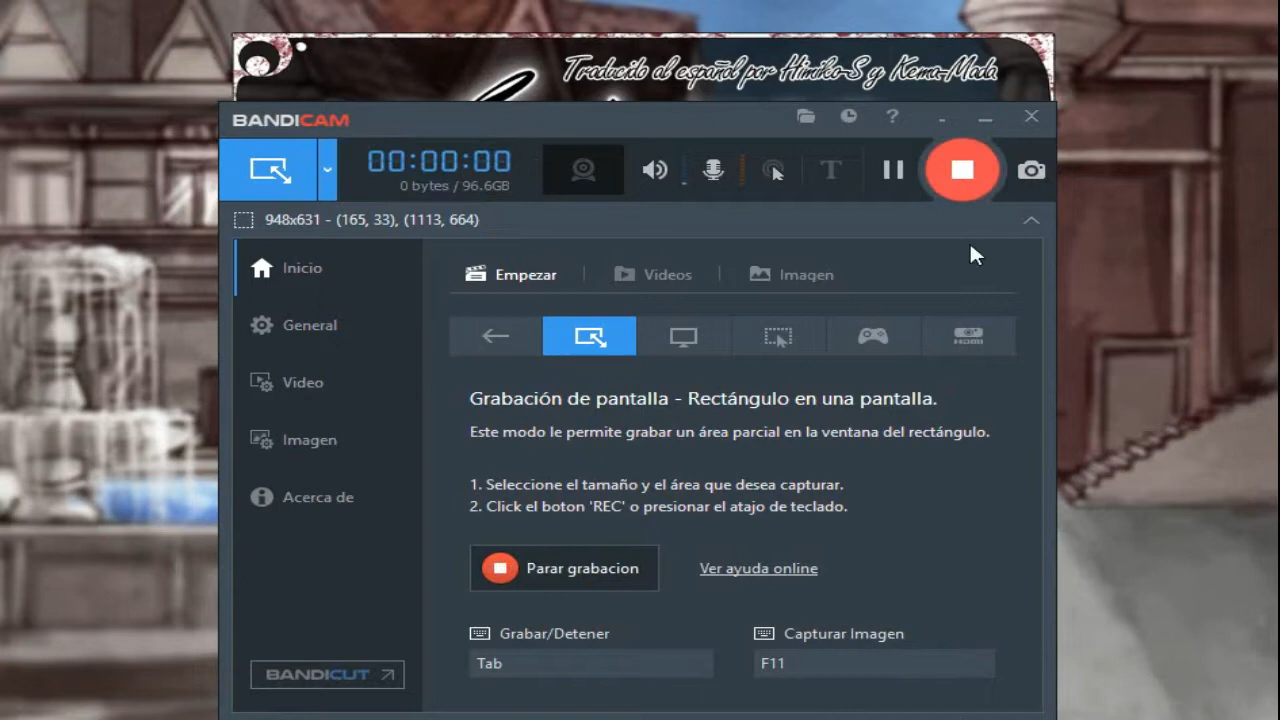 Traducido al español por Himiko-S y Kema-Mada
BANDICAM
?
00:00:00
0 bytes / 96.6GB
T
948x631 - (165, 33), (1113, 664)
Inicio
General
Video
Imagen
Acerca de
BANDICUT
Empezar
Videos
Imagen
HDMI
Grabación de pantalla - Rectángulo en una pantalla.
Este modo le permite grabar un área parcial en la ventana del rectángulo.
1. Seleccione el tamaño y el área que desea capturar.
2. Click el boton 'REC' o presionar el atajo de teclado.
Parar grabacion
Ver ayuda online
Grabar/Detener
Capturar Imagen
Tab
F11